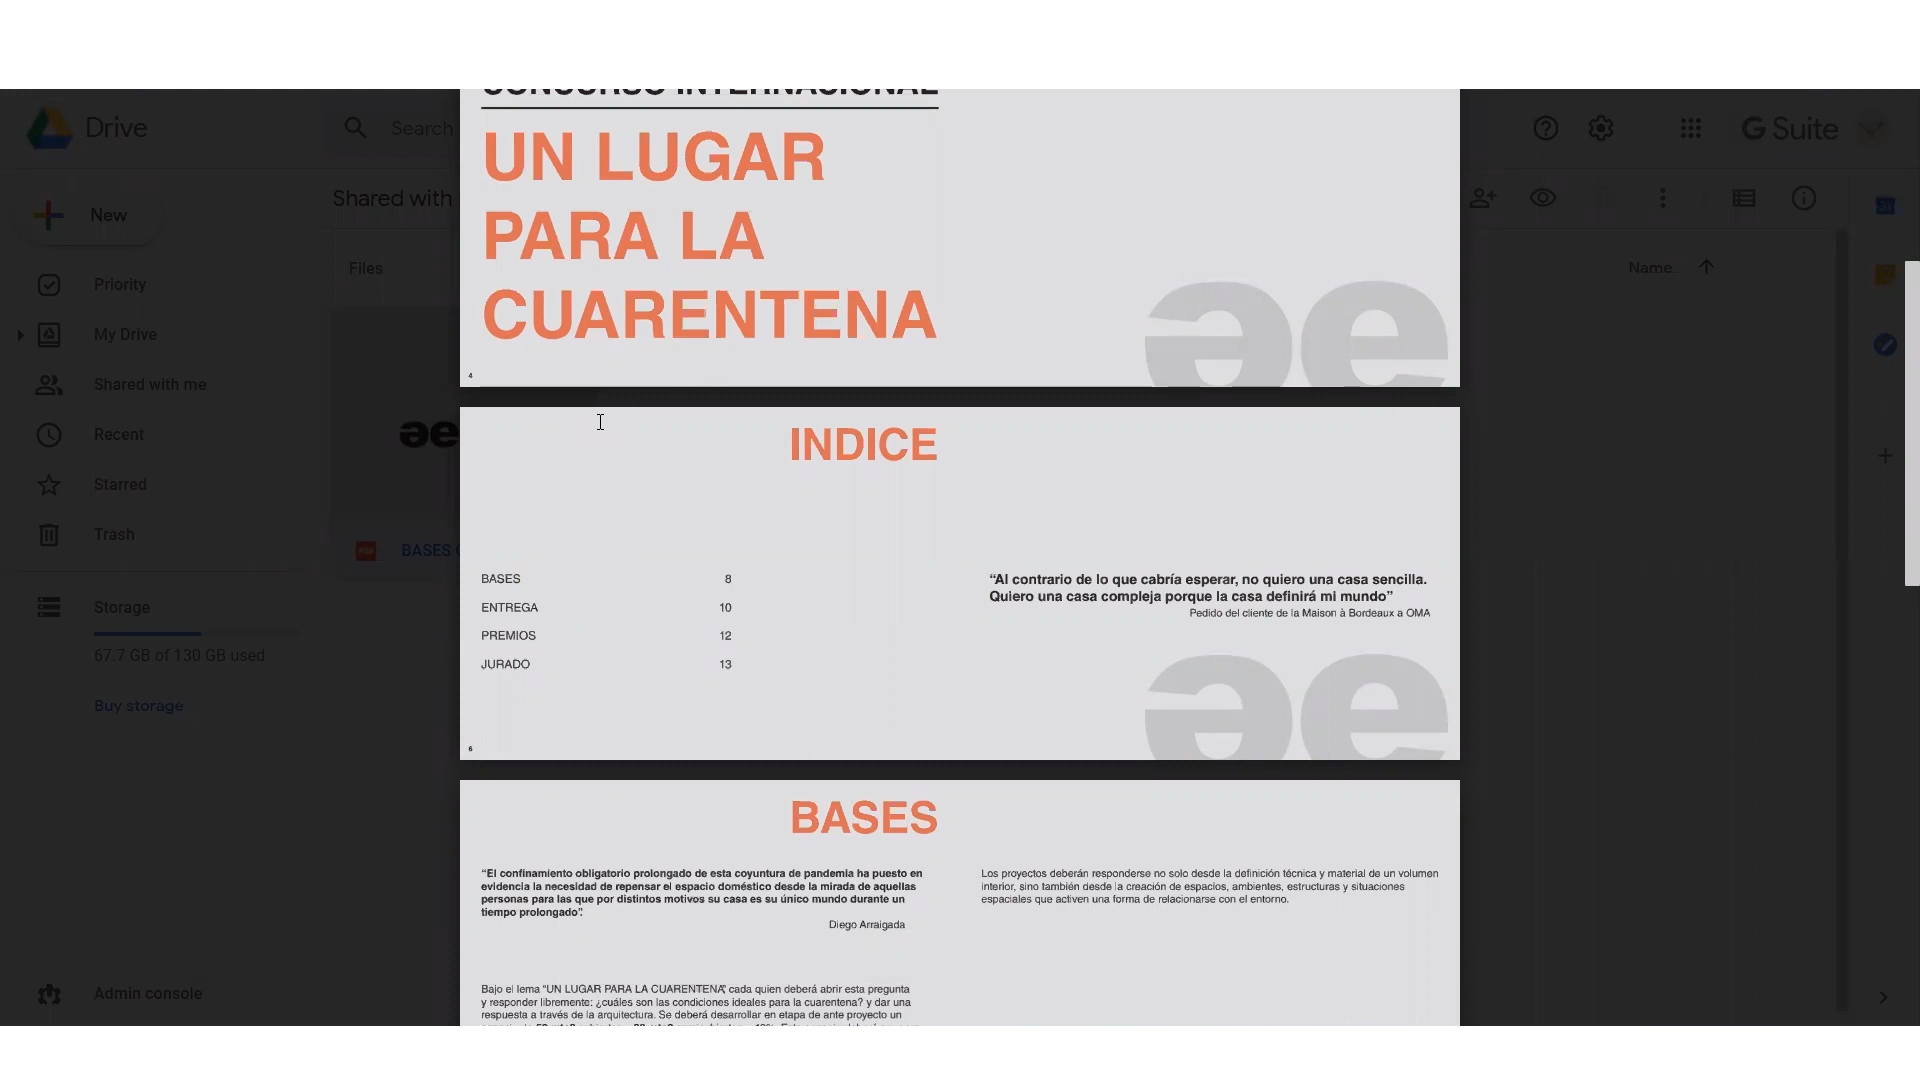 Drive
Search
G Suite
New
Shared with
Files
Name
Priority
My Drive
Shared with me
Recent
Starred
Trash
Storage
67.7 GB of 130 GB used
Buy storage
Admin console
BASES
CONCURSO INTERNACIONAL
UN LUGAR
PARA LA
CUARENTENA
ae
4
INDICE
BASES 8
ENTREGA 10
PREMIOS 12
JURADO 13
“Al contrario de lo que cabría esperar, no quiero una casa sencilla.
Quiero una casa compleja porque la casa definirá mi mundo”
Pedido del cliente de la Maison à Bordeaux a OMA
ae
6
BASES
“El confinamiento obligatorio prolongado de esta coyuntura de pandemia ha puesto en
evidencia la necesidad de repensar el espacio doméstico desde la mirada de aquellas
personas para las que por distintos motivos su casa es su único mundo durante un
tiempo prolongado”.
Diego Arraigada
Bajo el lema “UN LUGAR PARA LA CUARENTENA”, cada quien deberá abrir esta pregunta
y responder libremente: ¿cuáles son las condiciones ideales para la cuarentena? y dar una
respuesta a través de la arquitectura. Se deberá desarrollar en etapa de ante proyecto un
Los proyectos deberán responderse no solo desde la definición técnica y material de un volumen
interior, sino también desde la creación de espacios, ambientes, estructuras y situaciones
espaciales que activen una forma de relacionarse con el entorno.